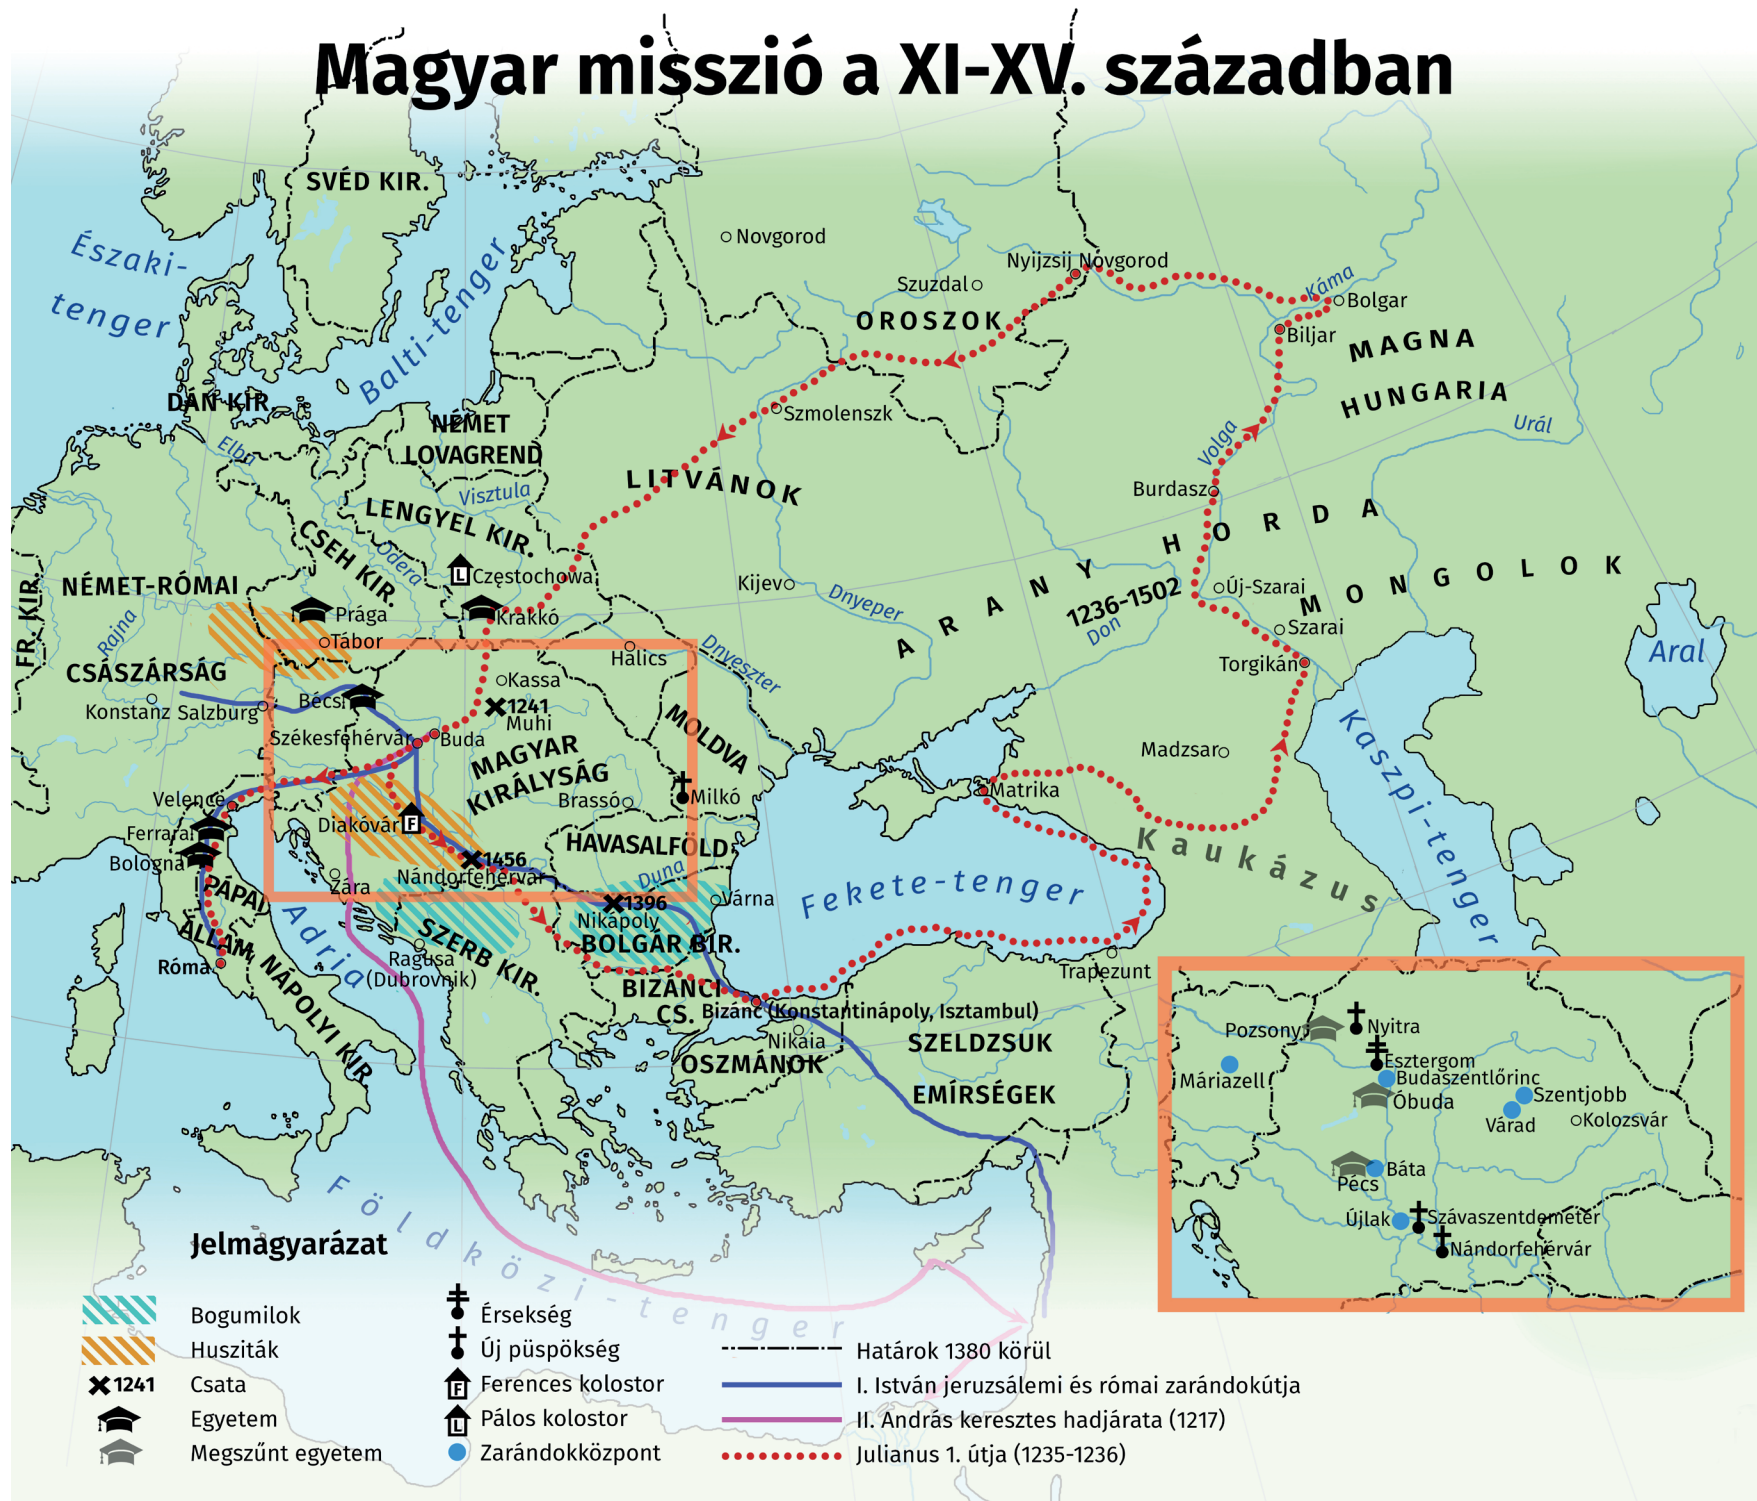 Magyar misszió a XI-XV. században
SVÉD KIR.
Északi-
tenger
Balti-tenger
Novgorod
Nyijzsij Novgorod
Szuzdal
OROSZOK
Káma
Bolgar
Biljar
MAGNA
HUNGARIA
DÁN KIR.
NÉMET
LOVAGREND
Szmolenszk
Urál
Elba
Visztula
LITVÁNOK
Volga
Burdasz
LENGYEL KIR.
CSEH KIR.
Odera
ARANY HORDA
1236-1502
MONGOLOK
FR. KIR.
NÉMET-RÓMAI
CSÁSZÁRSÁG
Rajna
Częstochowa
Prága
Krakkó
Tábor
Kijev
Dnyeper
Don
Új-Szarai
Szarai
Torgikán
Aral
Halics
Dnyeszter
Konstanz
Salzburg
Bécs
Kassa
1241
Muhi
Székesfehérvár
Buda
MAGYAR
KIRÁLYSÁG
MOLDVA
Madzsar
Kaszpi-tenger
Velence
Brassó
Milkó
Matrika
Ferrara
Diakóvár
Bologna
HAVASALFÖLD
Kaukázus
1456
Nándorfehérvár
Duna
Zára
PÁPAI
ÁLLAM
Adria
1396
Nikápoly
Várna
Fekete-tenger
BOLGÁR BIR.
SZERB KIR.
Róma
Ragusa
(Dubrovnik)
NÁPOLYI KIR.
BIZÁNCI
CS.
Bizánc (Konstantinápoly, Isztambul)
Trapezunt
Nikaia
OSZMÁNOK
SZELDZSUK
EMÍRSÉGEK
Földközi-tenger
Pozsony
Nyitra
Esztergom
Máriazell
Budaszentlőrinc
Óbuda
Szentjobb
Várad
Kolozsvár
Báta
Pécs
Újlak
Szávaszentdemeter
Nándorfehérvár
Jelmagyarázat
Bogumilok
Husziták
1241 Csata
Egyetem
Megszűnt egyetem
Érsekség
Új püspökség
F Ferences kolostor
L Pálos kolostor
Zarándokközpont
Határok 1380 körül
I. István jeruzsálemi és római zarándokútja
II. András keresztes hadjárata (1217)
Julianus 1. útja (1235-1236)